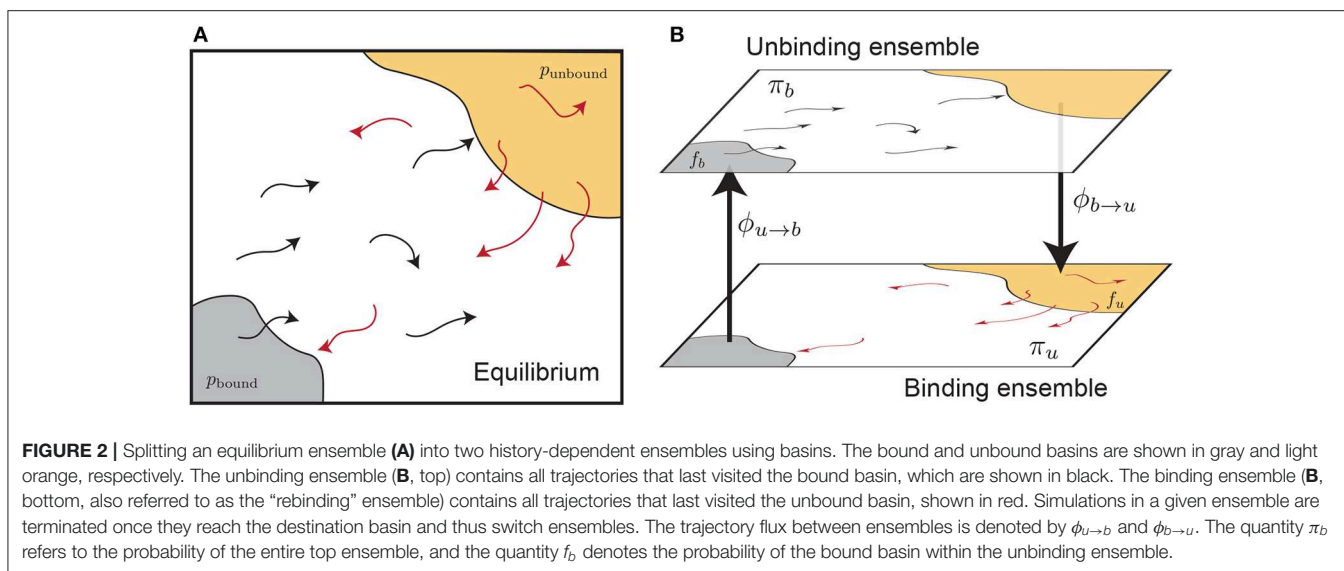 A
p_unbound
p_bound
Equilibrium
B
Unbinding ensemble
π_b
f_b
ϕ_{u→b}
ϕ_{b→u}
f_u
π_u
Binding ensemble
FIGURE 2 | Splitting an equilibrium ensemble (A) into two history-dependent ensembles using basins. The bound and unbound basins are shown in gray and light
orange, respectively. The unbinding ensemble (B, top) contains all trajectories that last visited the bound basin, which are shown in black. The binding ensemble (B,
bottom, also referred to as the “rebinding” ensemble) contains all trajectories that last visited the unbound basin, shown in red. Simulations in a given ensemble are
terminated once they reach the destination basin and thus switch ensembles. The trajectory flux between ensembles is denoted by ϕ_{u→b} and ϕ_{b→u}. The quantity π_b
refers to the probability of the entire top ensemble, and the quantity f_b denotes the probability of the bound basin within the unbinding ensemble.